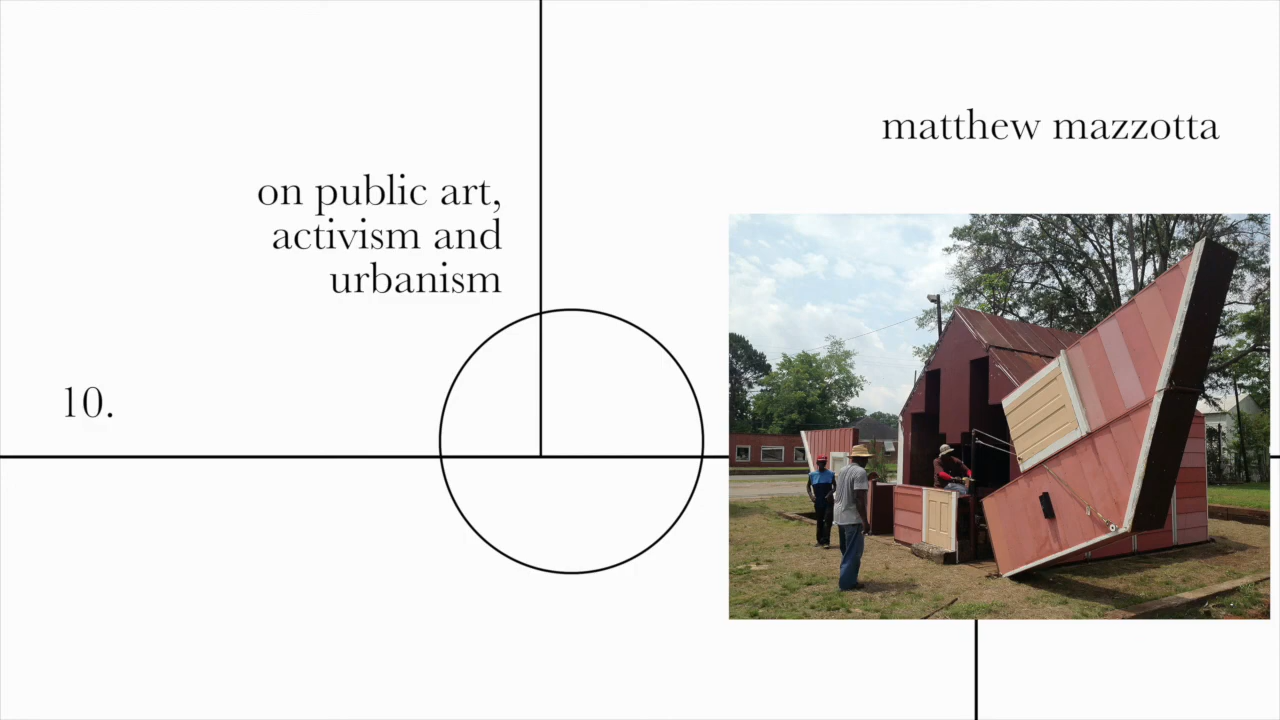 matthew mazzotta
on public art,
activism and
urbanism
10.